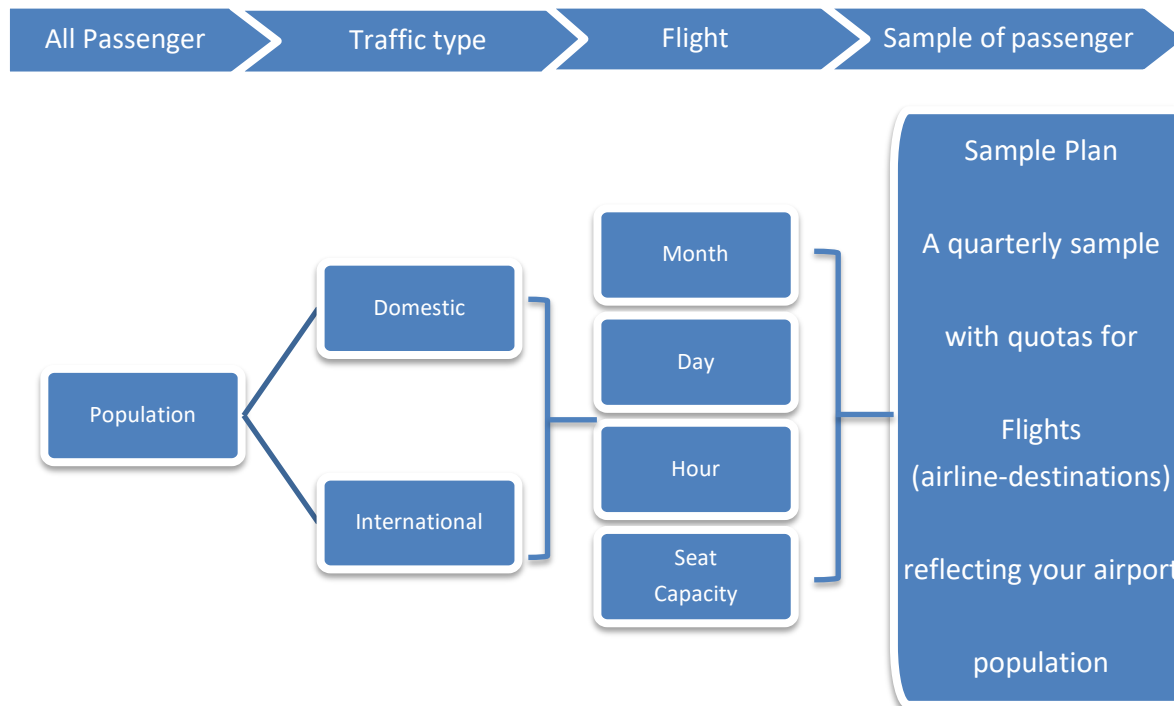 All Passenger
Traffic type
Flight
Sample of passenger
Population
Domestic
International
Month
Day
Hour
Seat
Capacity
Sample Plan
A quarterly sample
with quotas for
Flights
(airline-destinations)
reflecting your airport
population